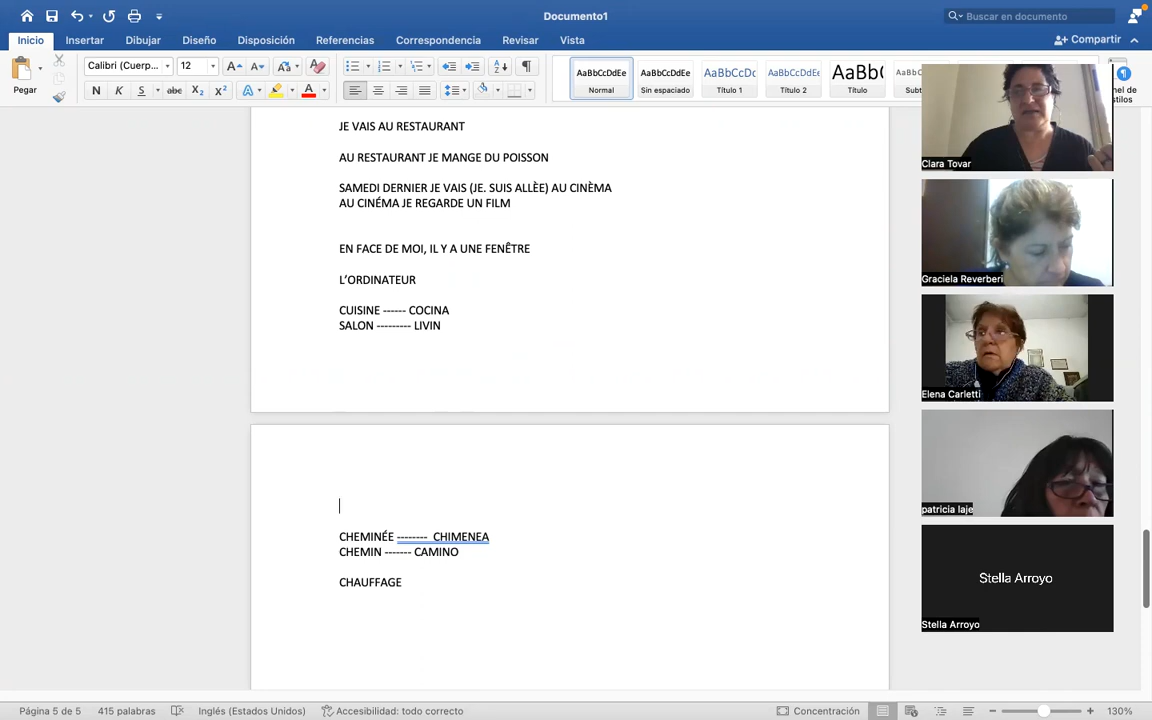 Documento1
Buscar en documento
Inicio Insertar Dibujar Diseño Disposición Referencias Correspondencia Revisar Vista
Compartir
Pegar
Calibri (Cuerp... 12
N K S abc X₂ X²
AaBbCcDdEe AaBbCcDdEe AaBbCcDc AaBbCcDdEe AaBbC
Normal Sin espaciado Título 1 Título 2 Título
JE VAIS AU RESTAURANT
AU RESTAURANT JE MANGE DU POISSON
SAMEDI DERNIER JE VAIS (JE. SUIS ALLÈE) AU CINÈMA
AU CINÉMA JE REGARDE UN FILM
EN FACE DE MOI, IL Y A UNE FENÊTRE
L’ORDINATEUR
CUISINE ------ COCINA
SALON --------- LIVIN
CHEMINÉE -------- CHIMENEA
CHEMIN ------- CAMINO
CHAUFFAGE
Clara Tovar
Graciela Reverberi
Elena Carletti
patricia laje
Stella Arroyo
Stella Arroyo
Página 5 de 5 415 palabras Inglés (Estados Unidos) Accesibilidad: todo correcto Concentración 130%